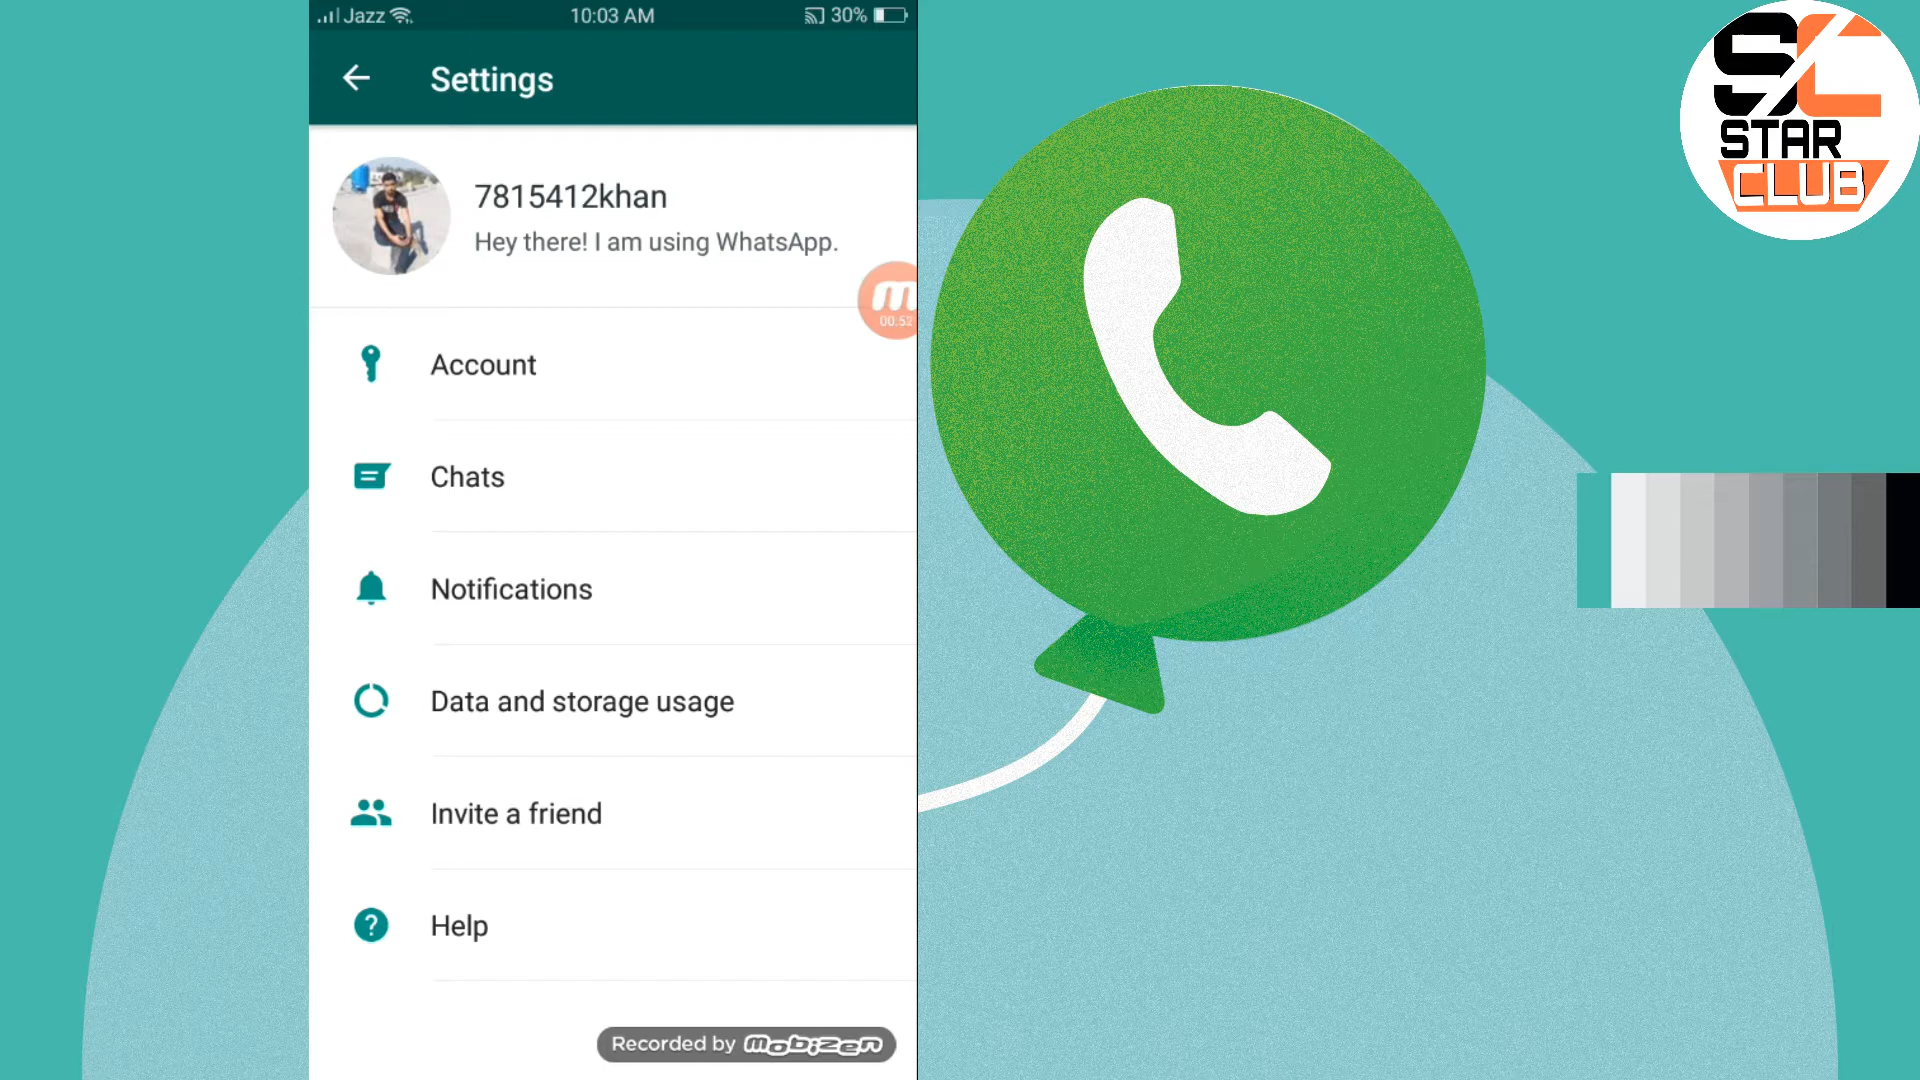 Jazz
10:03 AM
30%
Settings
7815412khan
Hey there! I am using WhatsApp.
m
Account
Chats
Notifications
Data and storage usage
Invite a friend
? Help
Recorded by mobizen
SC
STAR
CLUB